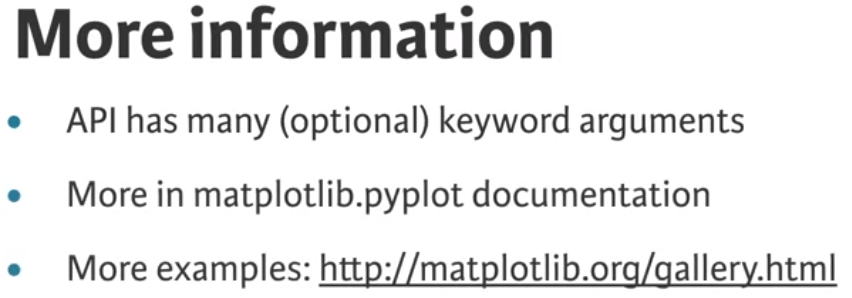 More information
• API has many (optional) keyword arguments
• More in matplotlib.pyplot documentation
• More examples: http://matplotlib.org/gallery.html